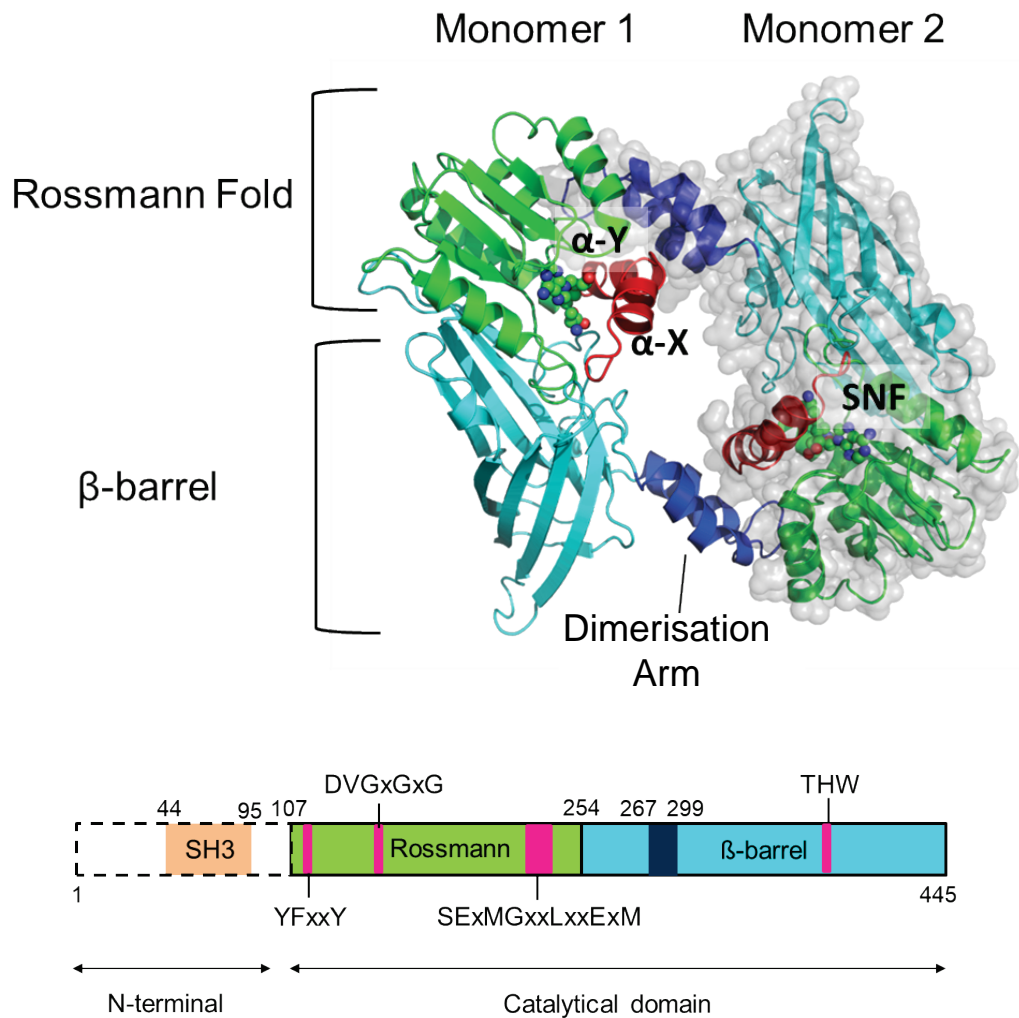 Monomer 1
Monomer 2
Rossmann Fold
α-Y
α-X
SNF
β-barrel
Dimerisation
Arm
DVGxGxG
THW
44
95
107
254
267
299
SH3
Rossmann
ß-barrel
1
445
YFxxY
SExMGxxLxxExM
N-terminal
Catalytical domain